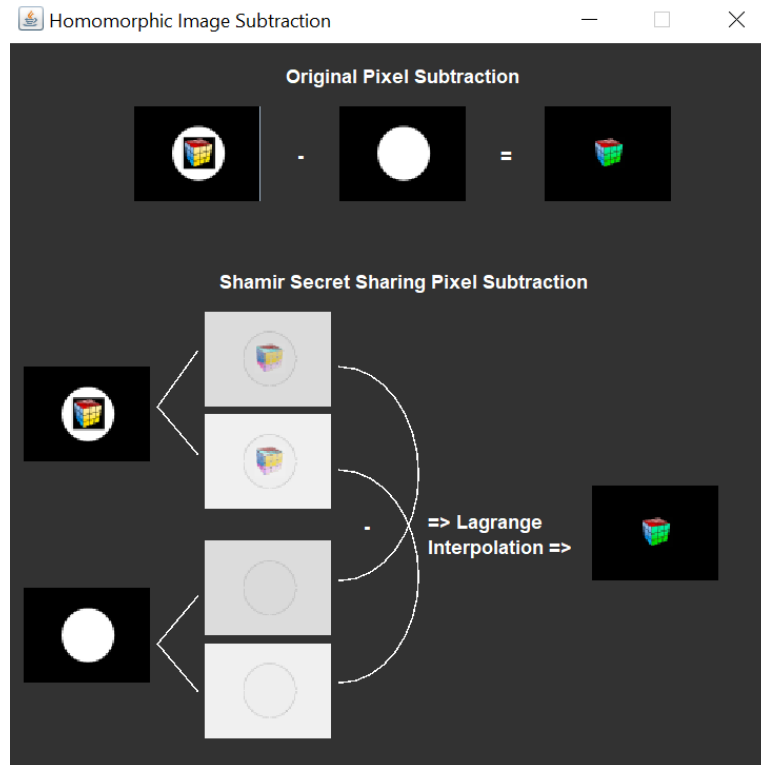 Homomorphic Image Subtraction
Original Pixel Subtraction
-
=
Shamir Secret Sharing Pixel Subtraction
-
=> Lagrange
Interpolation =>